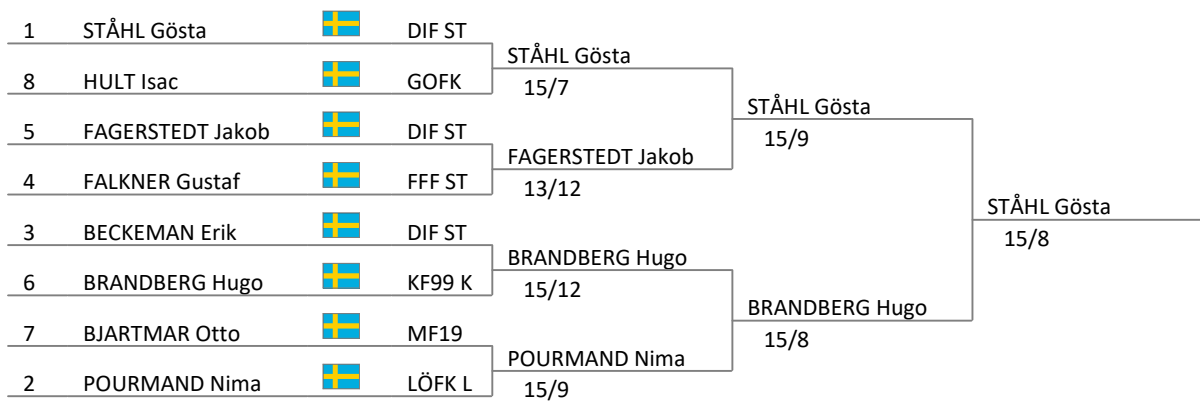 1 STÅHL Gösta DIF ST
STÅHL Gösta
8 HULT Isac GOFK
15/7
STÅHL Gösta
5 FAGERSTEDT Jakob DIF ST
15/9
FAGERSTEDT Jakob
4 FALKNER Gustaf FFF ST
13/12
STÅHL Gösta
3 BECKEMAN Erik DIF ST
15/8
BRANDBERG Hugo
6 BRANDBERG Hugo KF99 K
15/12
BRANDBERG Hugo
7 BJARTMAR Otto MF19
15/8
POURMAND Nima
2 POURMAND Nima LÖFK L
15/9